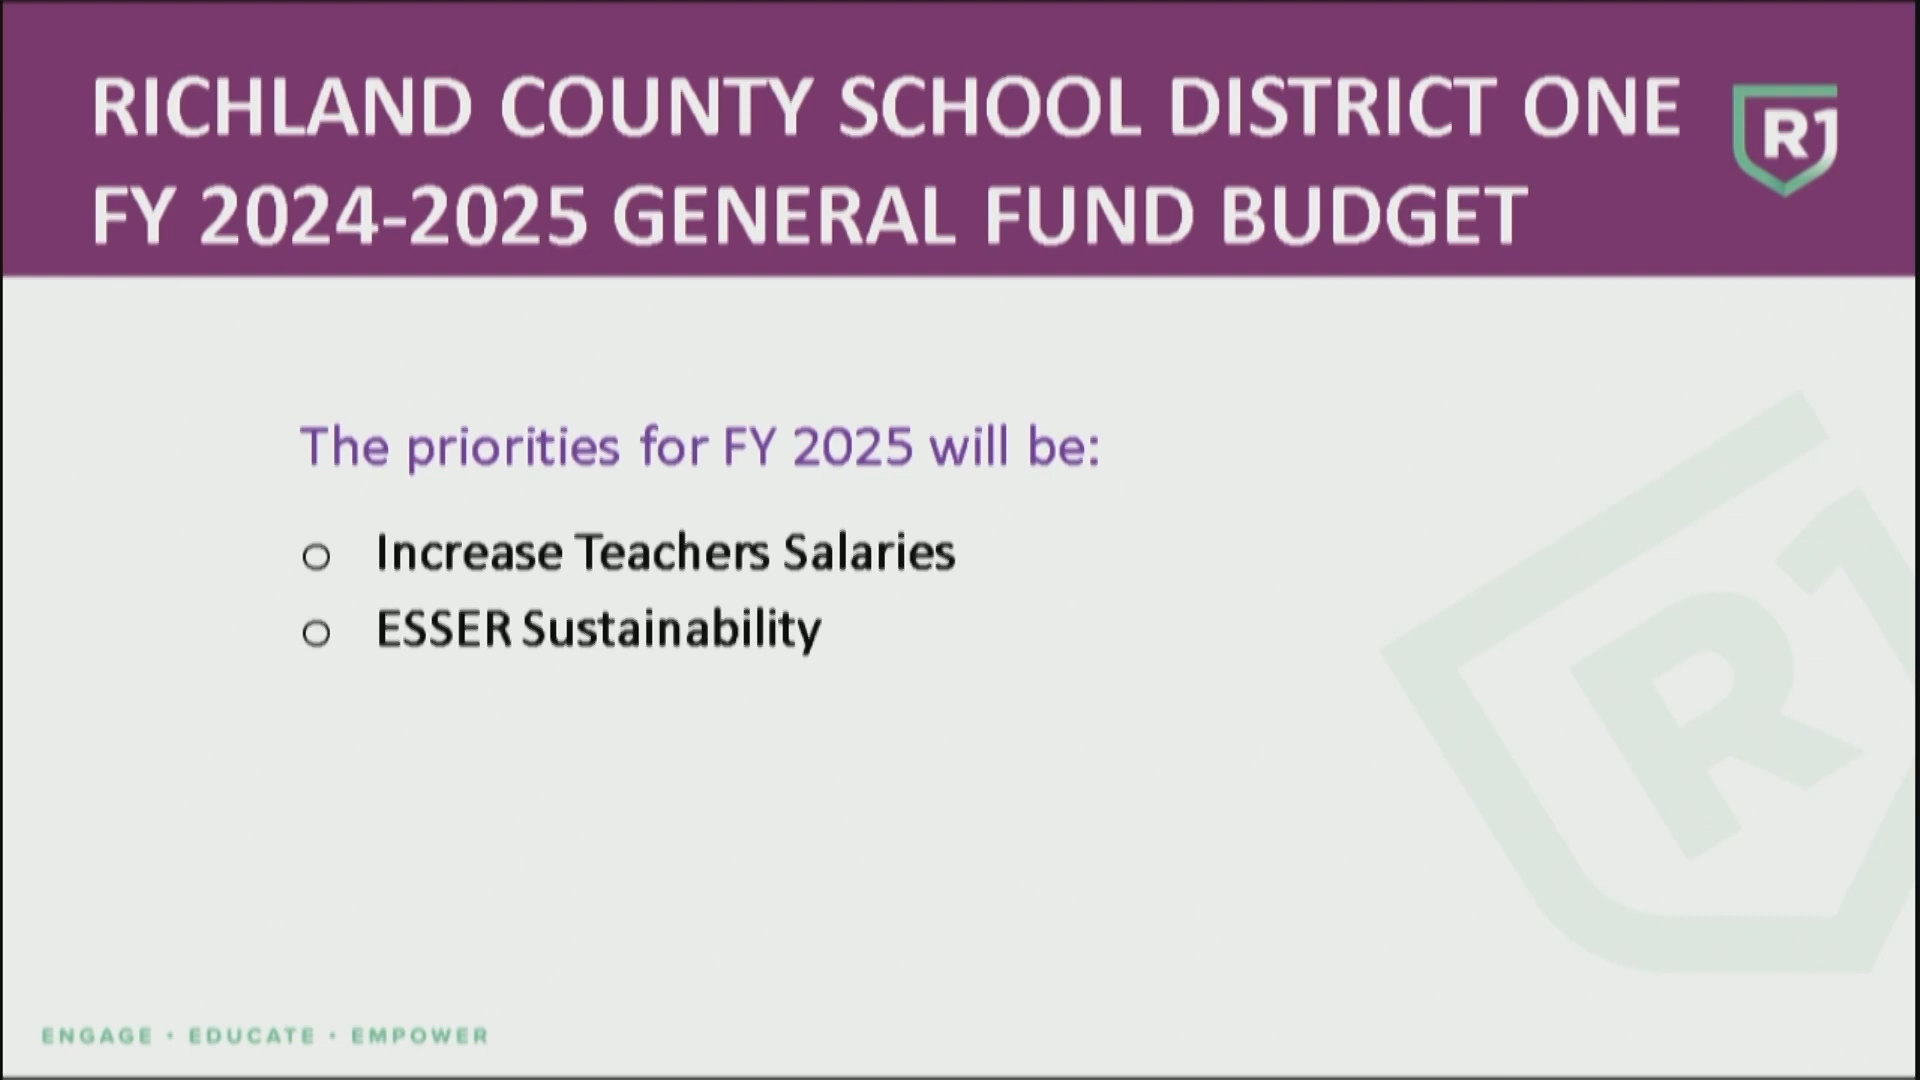 RICHLAND COUNTY SCHOOL DISTRICT ONE
R1
FY 2024-2025 GENERAL FUND BUDGET
The priorities for FY 2025 will be:
o Increase Teachers Salaries
o ESSER Sustainability
R1
ENGAGE • EDUCATE • EMPOWER